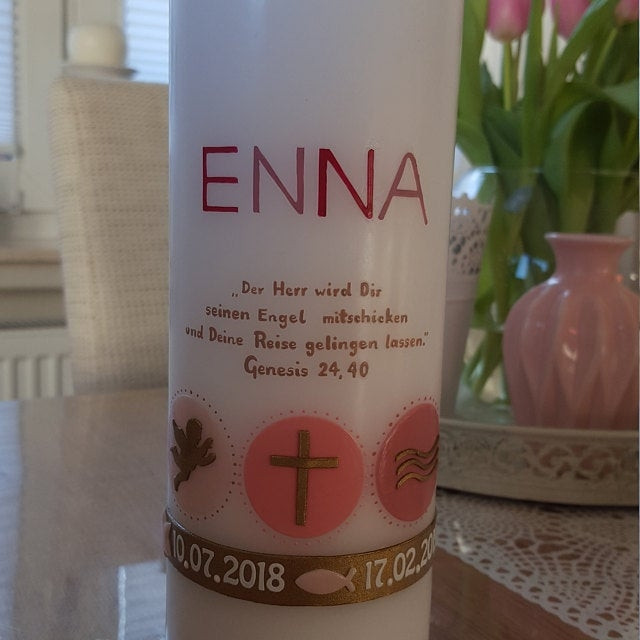 ENNA
„Der Herr wird Dir
seinen Engel mitschicken
und Deine Reise gelingen lassen."
Genesis 24,40
10.07.2018 17.02.20